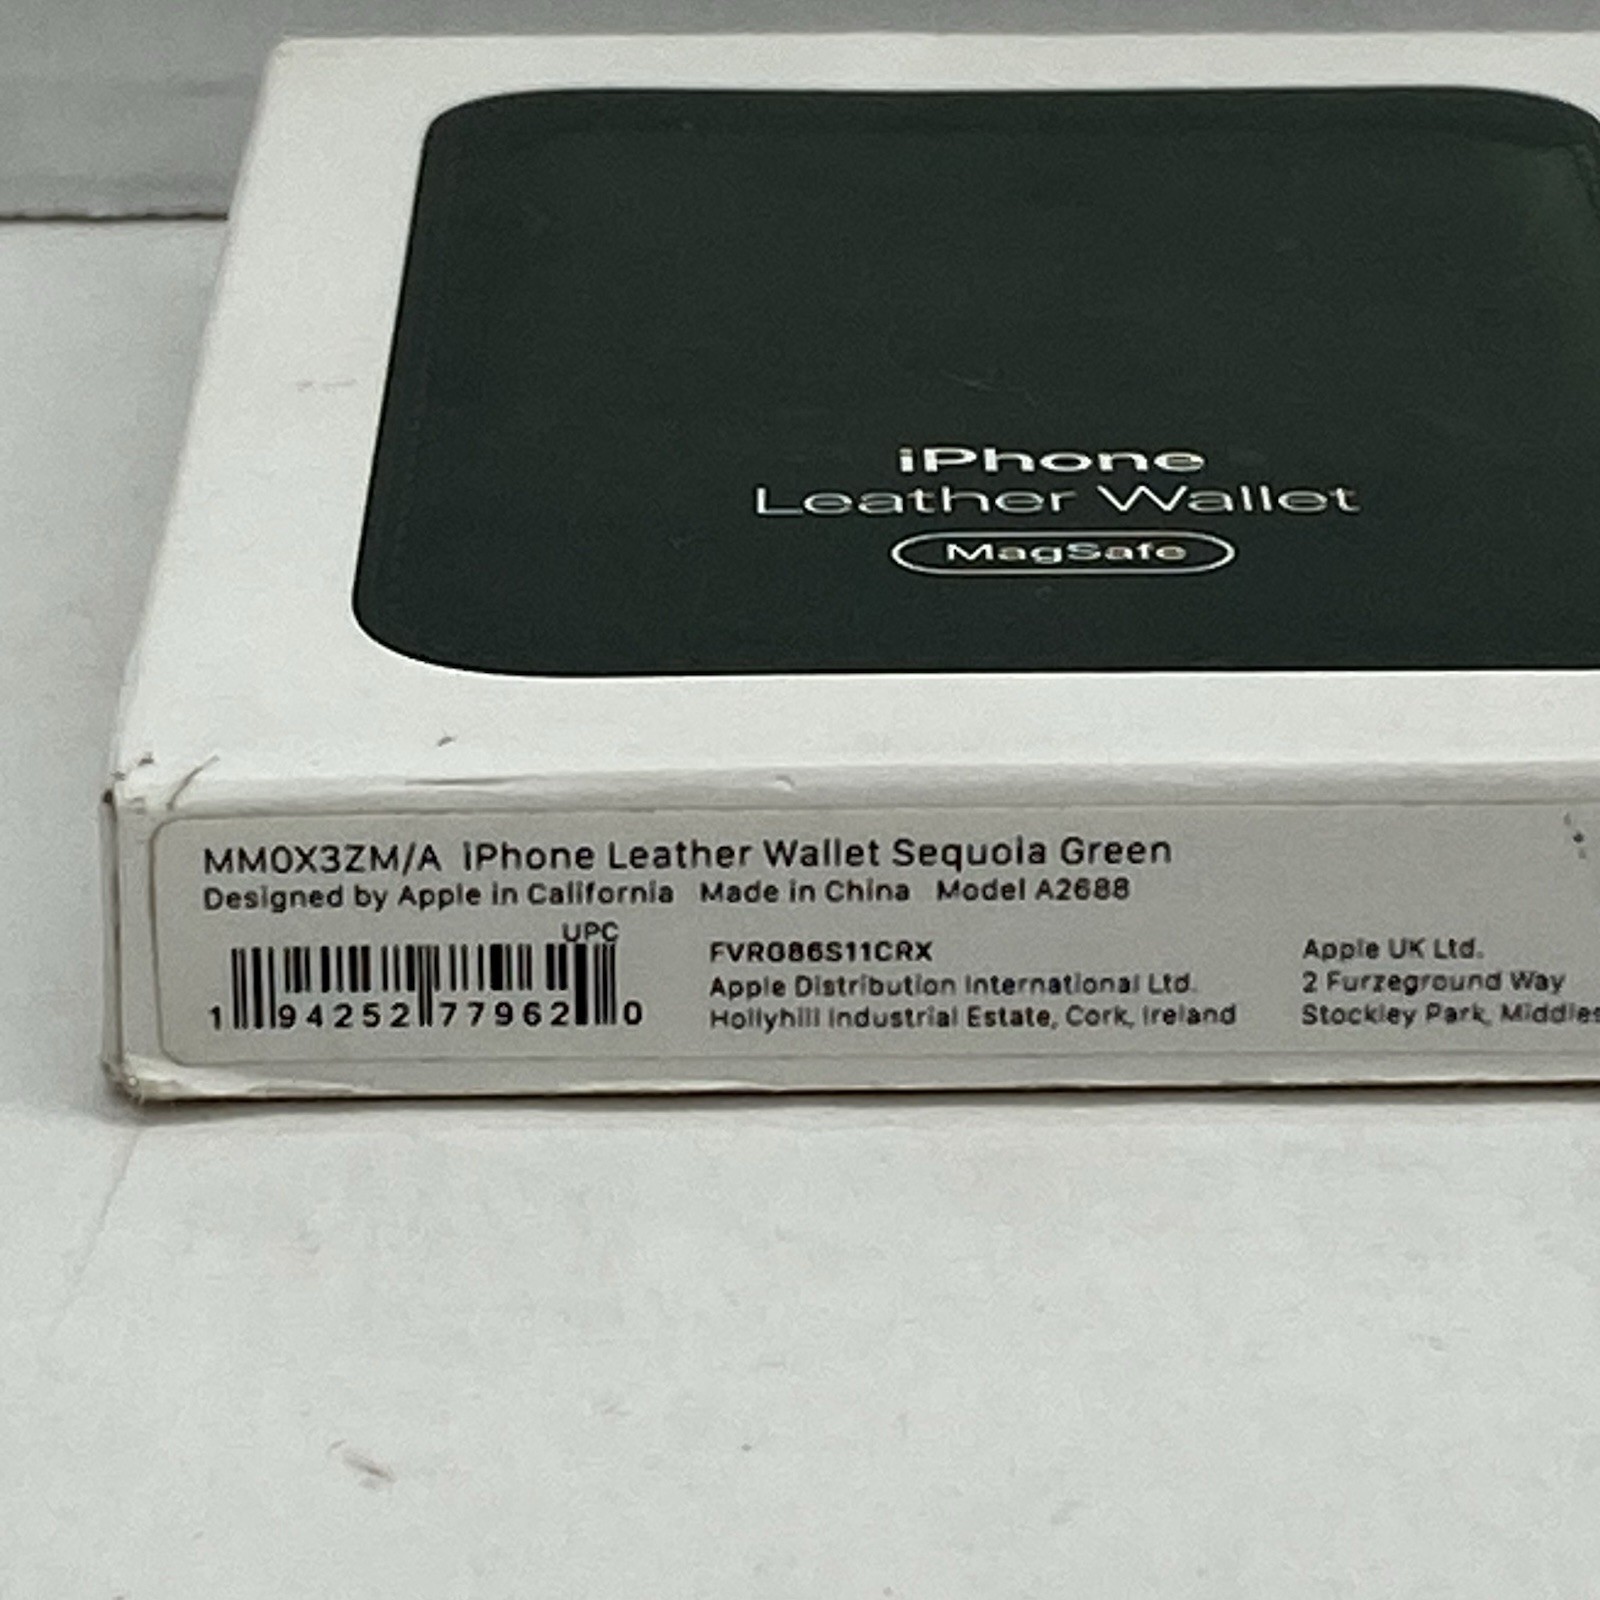 iPhone
Leather Wallet
MagSafe
MM0X3ZM/A iPhone Leather Wallet Sequoia Green
Designed by Apple in California Made in China Model A2688
UPC
1 94252 77962 0
FVRG86S11CRX
Apple Distribution International Ltd.
Hollyhill Industrial Estate, Cork, Ireland
Apple UK Ltd.
2 Furzeground Way
Stockley Park, Middles